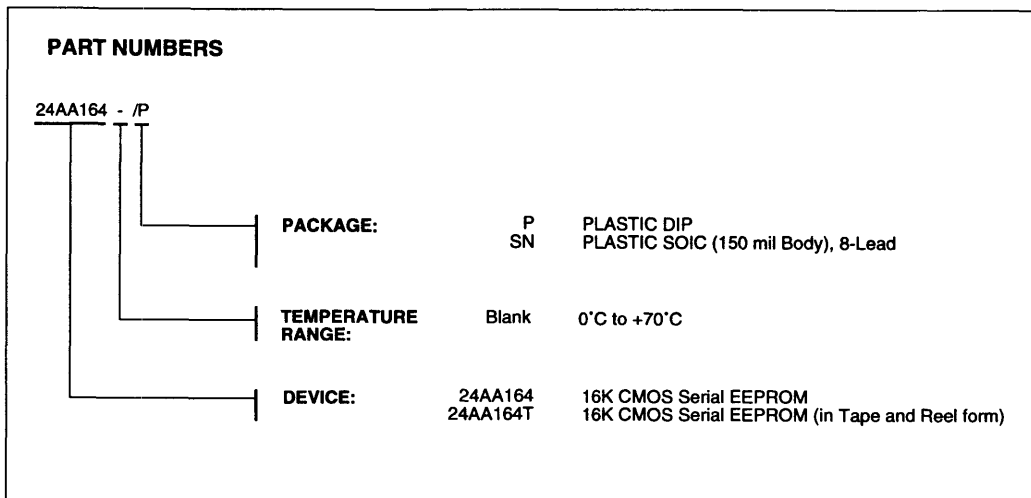 PART NUMBERS
24AA164 - /P
PACKAGE: P PLASTIC DIP
SN PLASTIC SOIC (150 mil Body), 8-Lead
TEMPERATURE RANGE: Blank 0°C to +70°C
DEVICE: 24AA164 16K CMOS Serial EEPROM
24AA164T 16K CMOS Serial EEPROM (in Tape and Reel form)